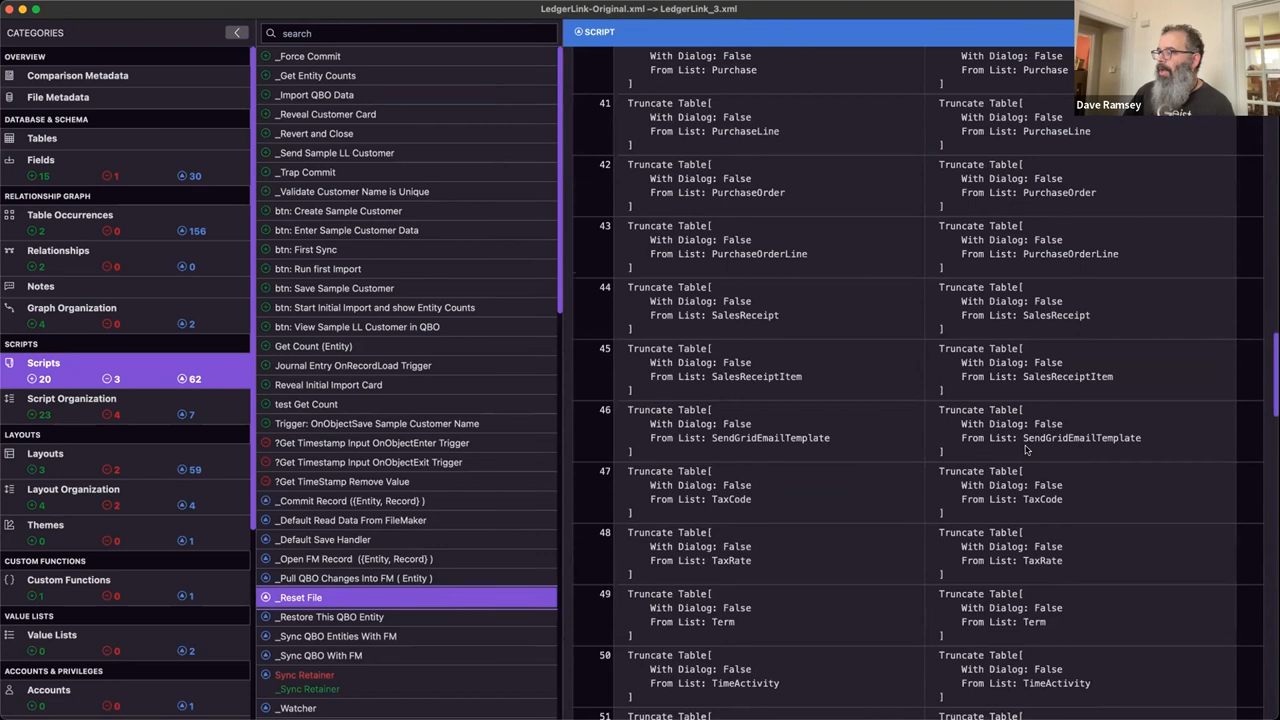 LedgerLink-Original.xml —> LedgerLink_3.xml
CATEGORIES
OVERVIEW
Comparison Metadata
File Metadata
DATABASE & SCHEMA
Tables
Fields
15 1 30
RELATIONSHIP GRAPH
Table Occurrences
2 0 156
Relationships
2 0 0
Notes
Graph Organization
4 0 2
SCRIPTS
Scripts
20 3 62
Script Organization
23 4 7
LAYOUTS
Layouts
3 2 59
Layout Organization
4 2 4
Themes
0 0 1
CUSTOM FUNCTIONS
Custom Functions
1 0 1
VALUE LISTS
Value Lists
0 0 2
ACCOUNTS & PRIVILEGES
Accounts
0 0 1
search
_Force Commit
_Get Entity Counts
_Import QBO Data
_Reveal Customer Card
_Revert and Close
_Send Sample LL Customer
_Trap Commit
_Validate Customer Name is Unique
btn: Create Sample Customer
btn: Enter Sample Customer Data
btn: First Sync
btn: Run first Import
btn: Save Sample Customer
btn: Start Initial Import and show Entity Counts
btn: View Sample LL Customer in QBO
Get Count (Entity)
Journal Entry OnRecordLoad Trigger
Reveal Initial Import Card
test Get Count
Trigger: OnObjectSave Sample Customer Name
?Get Timestamp Input OnObjectEnter Trigger
?Get Timestamp Input OnObjectExit Trigger
?Get TimeStamp Remove Value
_Commit Record ({Entity, Record} )
_Default Read Data From FileMaker
_Default Save Handler
_Open FM Record ({Entity, Record} )
_Pull QBO Changes Into FM ( Entity )
_Reset File
_Restore This QBO Entity
_Sync QBO Entities With FM
_Sync QBO With FM
Sync Retainer
_Sync Retainer
_Watcher
SCRIPT
With Dialog: False With Dialog: False
From List: Purchase From List: Purchase
] ]
41 Truncate Table[ Truncate Table[
With Dialog: False With Dialog: False
From List: PurchaseLine From List: PurchaseLine
] ]
42 Truncate Table[ Truncate Table[
With Dialog: False With Dialog: False
From List: PurchaseOrder From List: PurchaseOrder
] ]
43 Truncate Table[ Truncate Table[
With Dialog: False With Dialog: False
From List: PurchaseOrderLine From List: PurchaseOrderLine
] ]
44 Truncate Table[ Truncate Table[
With Dialog: False With Dialog: False
From List: SalesReceipt From List: SalesReceipt
] ]
45 Truncate Table[ Truncate Table[
With Dialog: False With Dialog: False
From List: SalesReceiptItem From List: SalesReceiptItem
] ]
46 Truncate Table[ Truncate Table[
With Dialog: False With Dialog: False
From List: SendGridEmailTemplate From List: SendGridEmailTemplate
] ]
47 Truncate Table[ Truncate Table[
With Dialog: False With Dialog: False
From List: TaxCode From List: TaxCode
] ]
48 Truncate Table[ Truncate Table[
With Dialog: False With Dialog: False
From List: TaxRate From List: TaxRate
] ]
49 Truncate Table[ Truncate Table[
With Dialog: False With Dialog: False
From List: Term From List: Term
] ]
50 Truncate Table[ Truncate Table[
With Dialog: False With Dialog: False
From List: TimeActivity From List: TimeActivity
] ]
51 Truncate Table[ Truncate Table[
Dave Ramsey